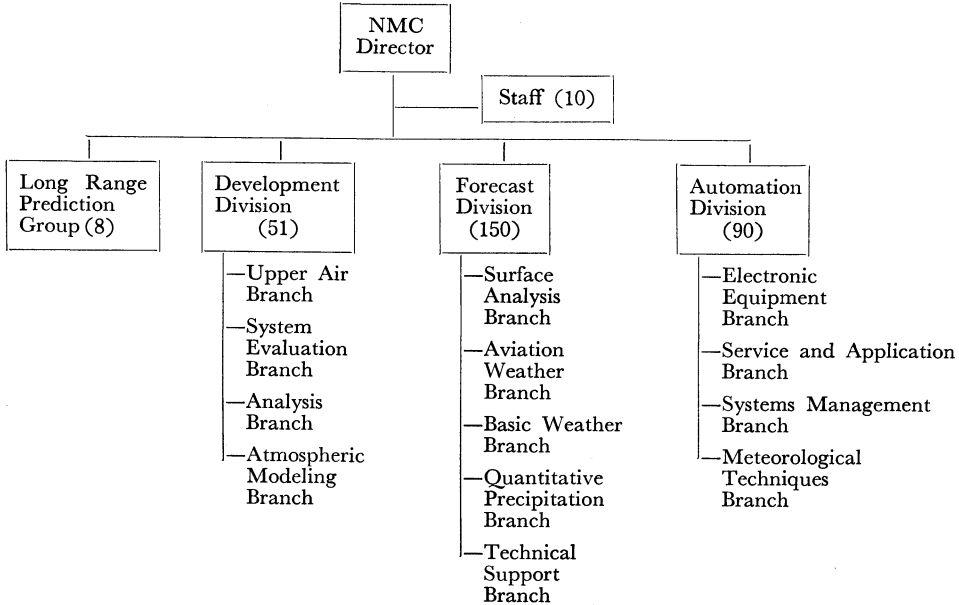 NMC
Director
Staff (10)
Long Range
Prediction
Group (8)
Development
Division
(51)
—Upper Air
Branch
—System
Evaluation
Branch
—Analysis
Branch
—Atmospheric
Modeling
Branch
Forecast
Division
(150)
—Surface
Analysis
Branch
—Aviation
Weather
Branch
—Basic Weather
Branch
—Quantitative
Precipitation
Branch
—Technical
Support
Branch
Automation
Division
(90)
—Electronic
Equipment
Branch
—Service and Application
Branch
—Systems Management
Branch
—Meteorological
Techniques
Branch